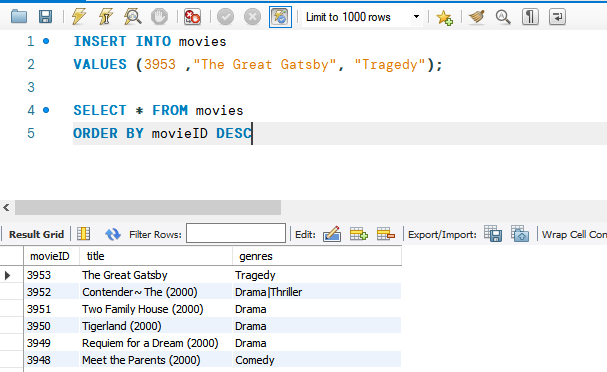 Limit to 1000 rows
1 INSERT INTO movies
2 VALUES (3953 ,"The Great Gatsby", "Tragedy");
3
4 SELECT * FROM movies
5 ORDER BY movieID DESC
Result Grid Filter Rows: Edit: Export/Import: Wrap Cell Con
movieID title genres
3953 The Great Gatsby Tragedy
3952 Contender~ The (2000) Drama|Thriller
3951 Two Family House (2000) Drama
3950 Tigerland (2000) Drama
3949 Requiem for a Dream (2000) Drama
3948 Meet the Parents (2000) Comedy